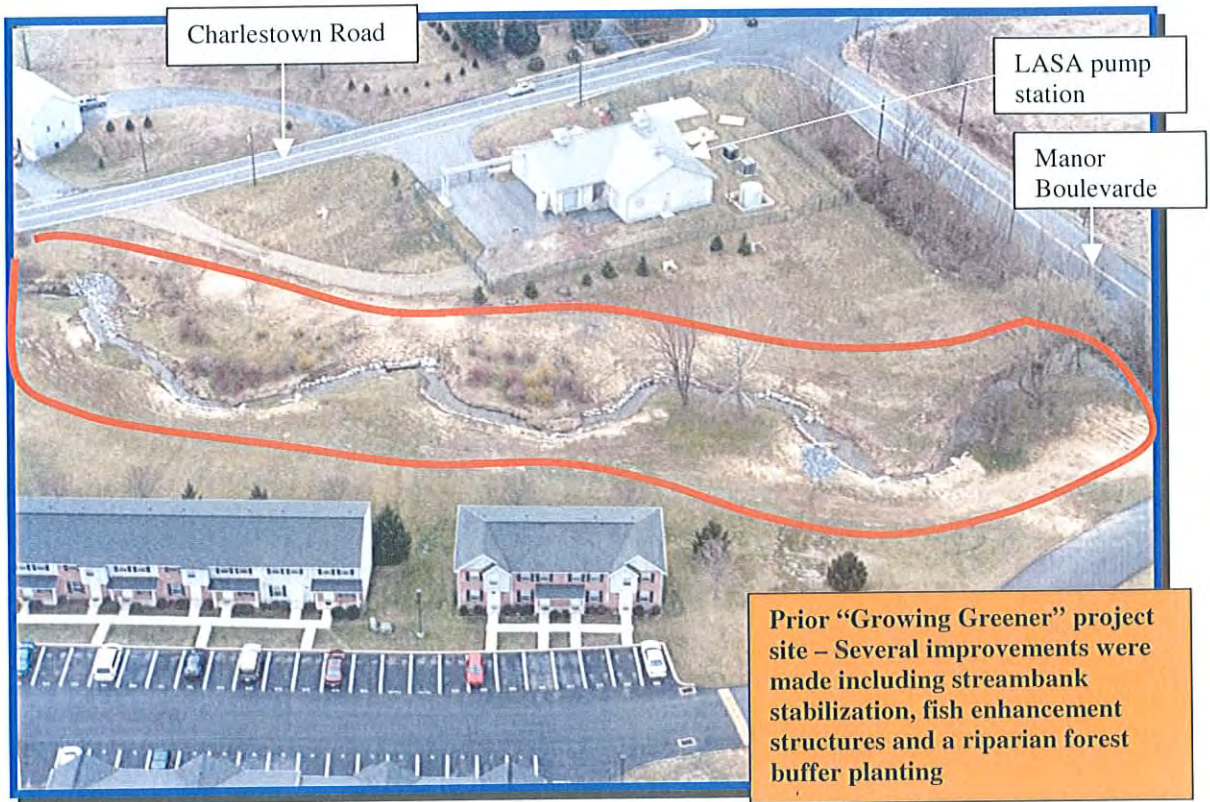 Charlestown Road
LASA pump
station
Manor
Boulevarde
Prior “Growing Greener” project
site – Several improvements were
made including streambank
stabilization, fish enhancement
structures and a riparian forest
buffer planting